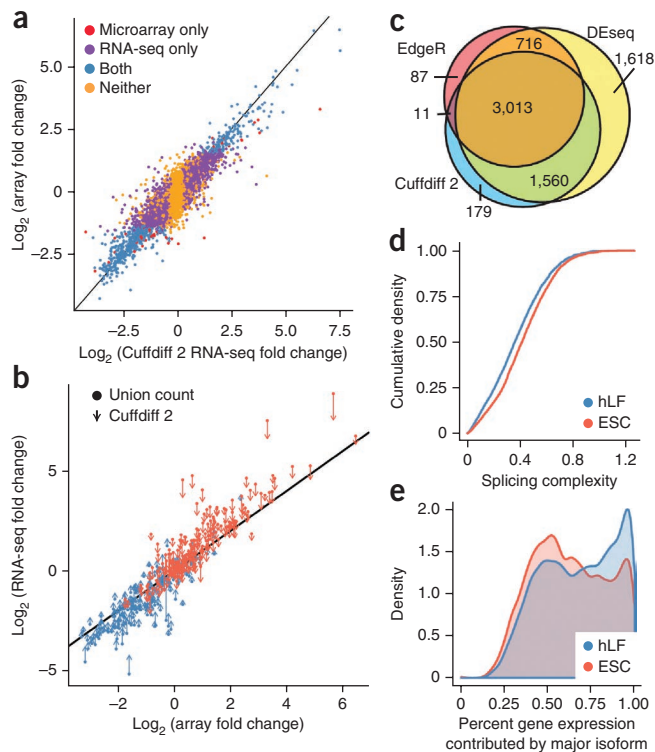 a
Microarray only
RNA-seq only
Both
Neither
5.0
2.5
0
−2.5
Log2 (array fold change)
−2.5 0 2.5 5.0 7.5
Log2 (Cuffdiff 2 RNA-seq fold change)
b
Union count
Cuffdiff 2
5
0
−5
Log2 (RNA-seq fold change)
−2 0 2 4 6
Log2 (array fold change)
c
EdgeR
DEseq
716
1,618
87
3,013
11
Cuffdiff 2
1,560
179
d
1.00
0.75
0.50
0.25
0
Cumulative density
hLF
ESC
0 0.4 0.8 1.2
Splicing complexity
e
2.0
1.5
1.0
0.5
0
Density
hLF
ESC
0 0.25 0.50 0.75 1.00
Percent gene expression
contributed by major isoform